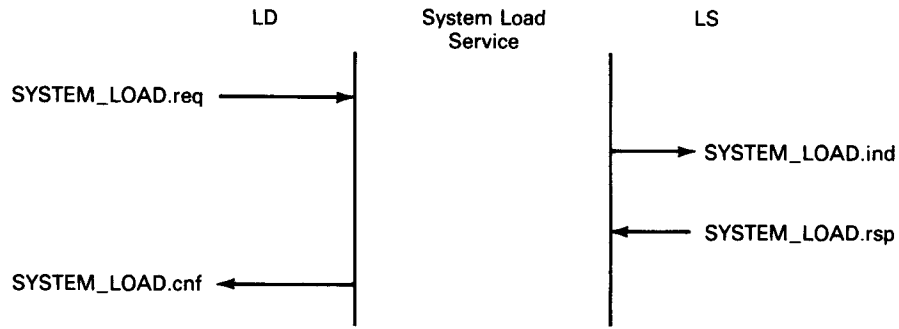 LD
System Load
Service
LS
SYSTEM_LOAD.req
SYSTEM_LOAD.ind
SYSTEM_LOAD.rsp
SYSTEM_LOAD.cnf